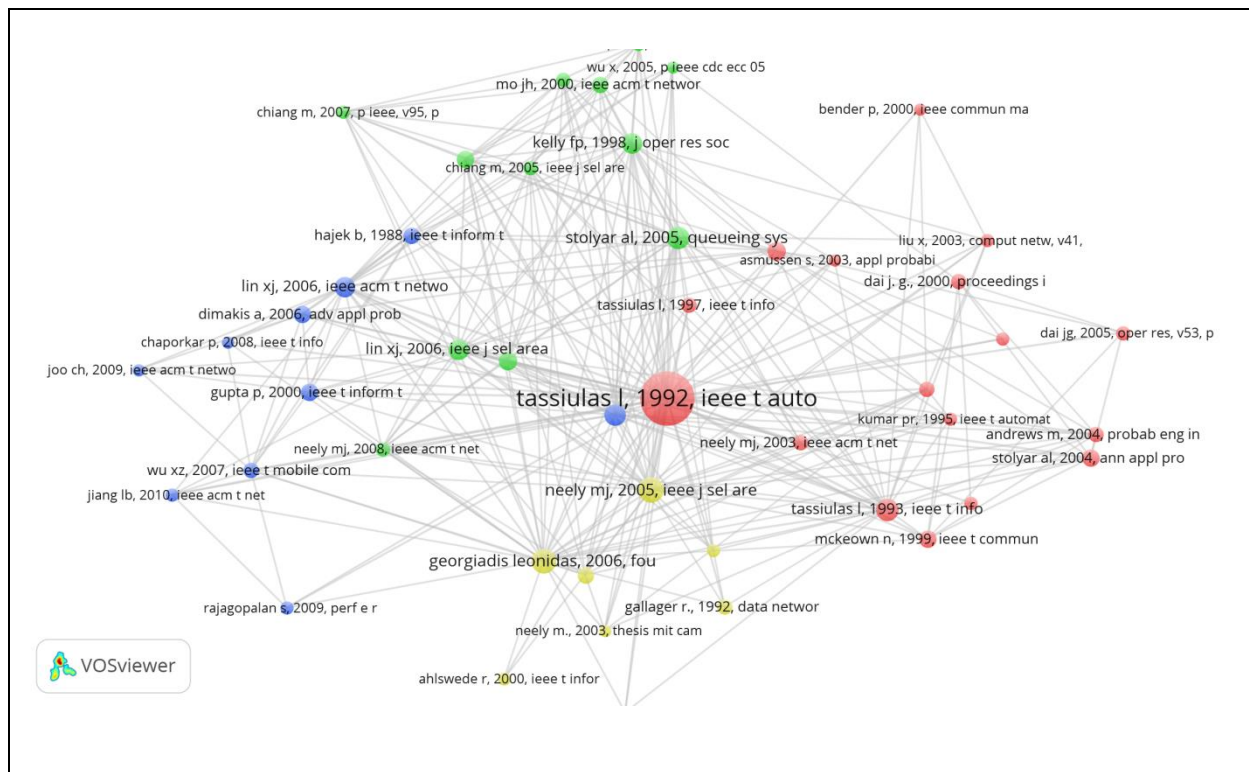 wu x, 2005, p ieee cdc ecc 05
mo jh, 2000, ieee acm t networ
chiang m, 2007, p ieee, v95, p
bender p, 2000, ieee commun ma
kelly fp, 1998, j oper res soc
chiang m, 2005, ieee j sel are
hajek b, 1988, ieee t inform t
stolyar al, 2005, queueing sys
liu x, 2003, comput netw, v41,
asmussen s, 2003, appl probabi
dai j. g., 2000, proceedings i
lin xj, 2006, ieee acm t netwo
tassiulas l, 1997, ieee t info
dimakis a, 2006, adv appl prob
dai jg, 2005, oper res, v53, p
chaporkar p, 2008, ieee t info
lin xj, 2006, ieee j sel area
joo ch, 2009, ieee acm t netwo
gupta p, 2000, ieee t inform t
tassiulas l, 1992, ieee t auto
kumar pr, 1995, ieee t automat
andrews m, 2004, probab eng in
neely mj, 2003, ieee acm t net
neely mj, 2008, ieee acm t net
stolyar al, 2004, ann appl pro
wu xz, 2007, ieee t mobile com
neely mj, 2005, ieee j sel are
jiang lb, 2010, ieee acm t net
tassiulas l, 1993, ieee t info
mckeown n, 1999, ieee t commun
georgiadis leonidas, 2006, fou
rajagopalan s, 2009, perf e r
gallager r., 1992, data networ
neely m., 2003, thesis mit cam
VOSviewer
ahlswede r, 2000, ieee t infor